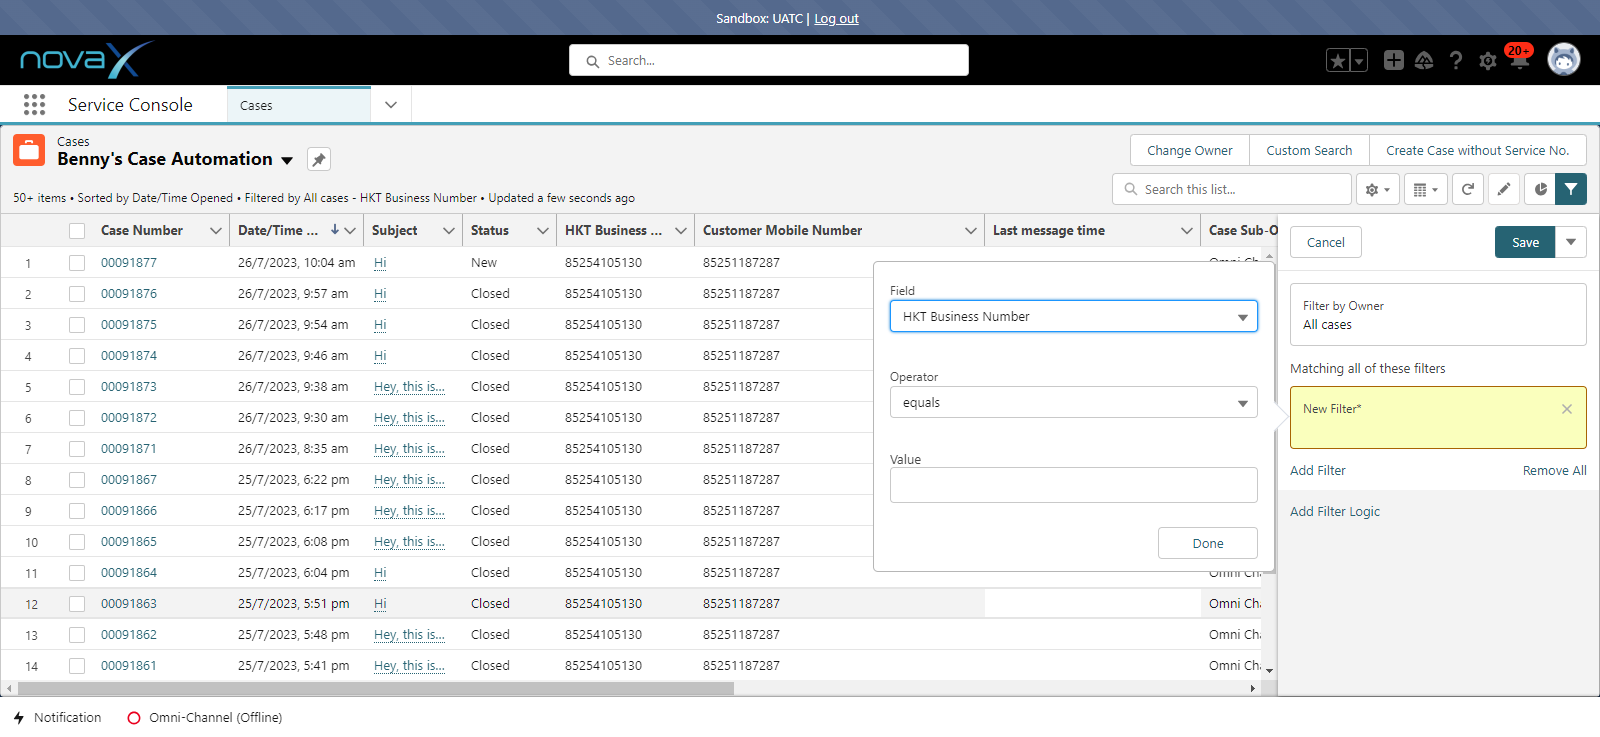 Sandbox: UATC | Log out
novaX
Search...
20+
Service Console
Cases
Cases
Benny's Case Automation
Change Owner
Custom Search
Create Case without Service No.
50+ items • Sorted by Date/Time Opened • Filtered by All cases - HKT Business Number • Updated a few seconds ago
Search this list...
Case Number Date/Time ... Subject Status HKT Business ... Customer Mobile Number Last message time Case Sub-O
1 00091877 26/7/2023, 10:04 am Hi New 85254105130 85251187287 Omni Cha
2 00091876 26/7/2023, 9:57 am Hi Closed 85254105130 85251187287
3 00091875 26/7/2023, 9:54 am Hi Closed 85254105130 85251187287
4 00091874 26/7/2023, 9:46 am Hi Closed 85254105130 85251187287
5 00091873 26/7/2023, 9:38 am Hey, this is... Closed 85254105130 85251187287
6 00091872 26/7/2023, 9:30 am Hey, this is... Closed 85254105130 85251187287
7 00091871 26/7/2023, 8:35 am Hey, this is... Closed 85254105130 85251187287
8 00091867 25/7/2023, 6:22 pm Hey, this is... Closed 85254105130 85251187287
9 00091866 25/7/2023, 6:17 pm Hey, this is... Closed 85254105130 85251187287
10 00091865 25/7/2023, 6:08 pm Hey, this is... Closed 85254105130 85251187287
11 00091864 25/7/2023, 6:04 pm Hi Closed 85254105130 85251187287 Omni Cha
12 00091863 25/7/2023, 5:51 pm Hi Closed 85254105130 85251187287 Omni Cha
13 00091862 25/7/2023, 5:48 pm Hey, this is... Closed 85254105130 85251187287 Omni Cha
14 00091861 25/7/2023, 5:41 pm Hey, this is... Closed 85254105130 85251187287 Omni Cha
Field
HKT Business Number
Operator
equals
Value
Done
Cancel
Save
Filter by Owner
All cases
Matching all of these filters
New Filter*
Add Filter
Remove All
Add Filter Logic
Notification
Omni-Channel (Offline)